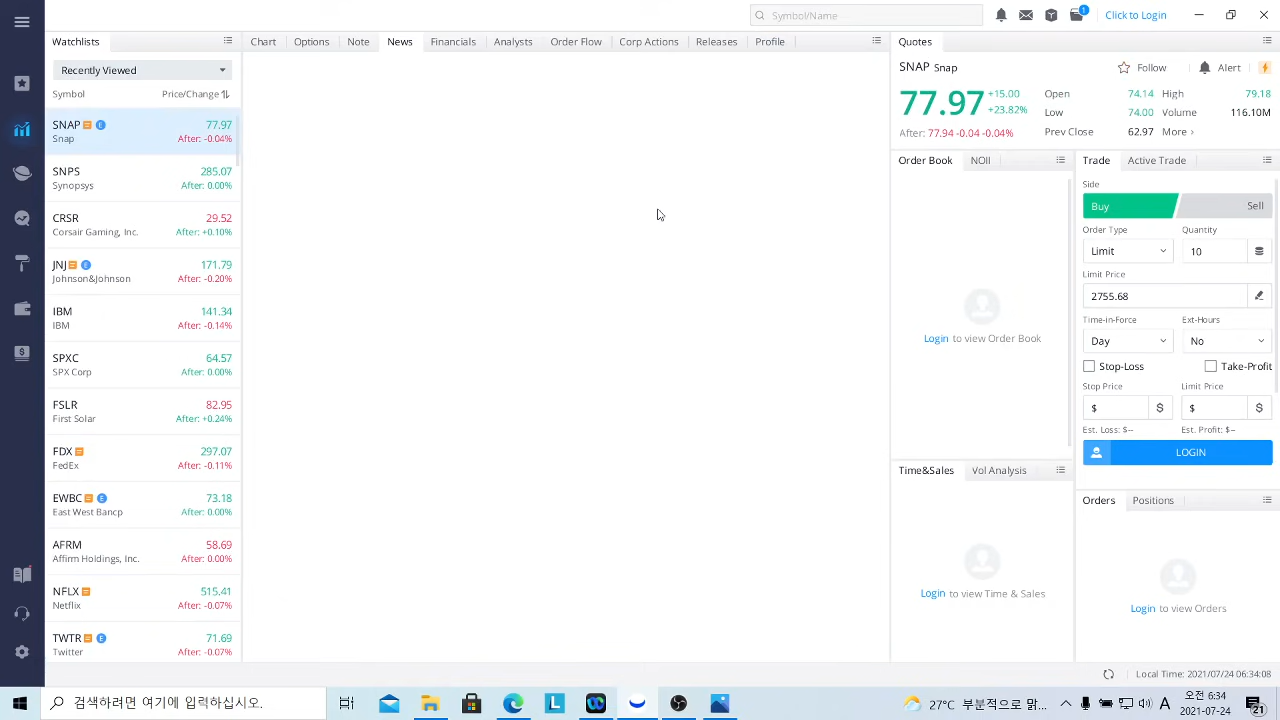 Symbol/Name
1
Click to Login
Watchlists
Chart Options Note News Financials Analysts Order Flow Corp Actions Releases Profile
Recently Viewed
Symbol Price/Change
SNAP E 77.97
Snap After: -0.04%
SNPS 285.07
Synopsys After: 0.00%
CRSR 29.52
Corsair Gaming, Inc. After: +0.10%
JNJ E 171.79
Johnson&Johnson After: -0.20%
IBM 141.34
IBM After: -0.14%
SPXC 64.57
SPX Corp After: 0.00%
FSLR 82.95
First Solar After: +0.24%
FDX 297.07
FedEx After: -0.11%
EWBC E 73.18
East West Bancp After: 0.00%
AFRM 58.69
Affirm Holdings, Inc. After: 0.00%
NFLX 515.41
Netflix After: -0.07%
TWTR E 71.69
Twitter After: -0.07%
Quotes
SNAP Snap
Follow Alert
77.97 +15.00 +23.82%
After: 77.94 -0.04 -0.04%
Open 74.14 High 79.18
Low 74.00 Volume 116.10M
Prev Close 62.97 More >
Order Book NOII
Login to view Order Book
Time&Sales Vol Analysis
Login to view Time & Sales
Trade Active Trade
Side
Buy Sell
Order Type Quantity
Limit 10
Limit Price
2755.68
Time-in-Force Ext-Hours
Day No
Stop-Loss Take-Profit
Stop Price Limit Price
$ $ $ $
Est. Loss: $-- Est. Profit: $--
LOGIN
Orders Positions
Login to view Orders
Local Time: 2021/07/24 06:34:08
검색하려면 여기에 입력하십시오.
L
27°C 부분적으로 맑...
A
오전 6:34
2021-07-24
21